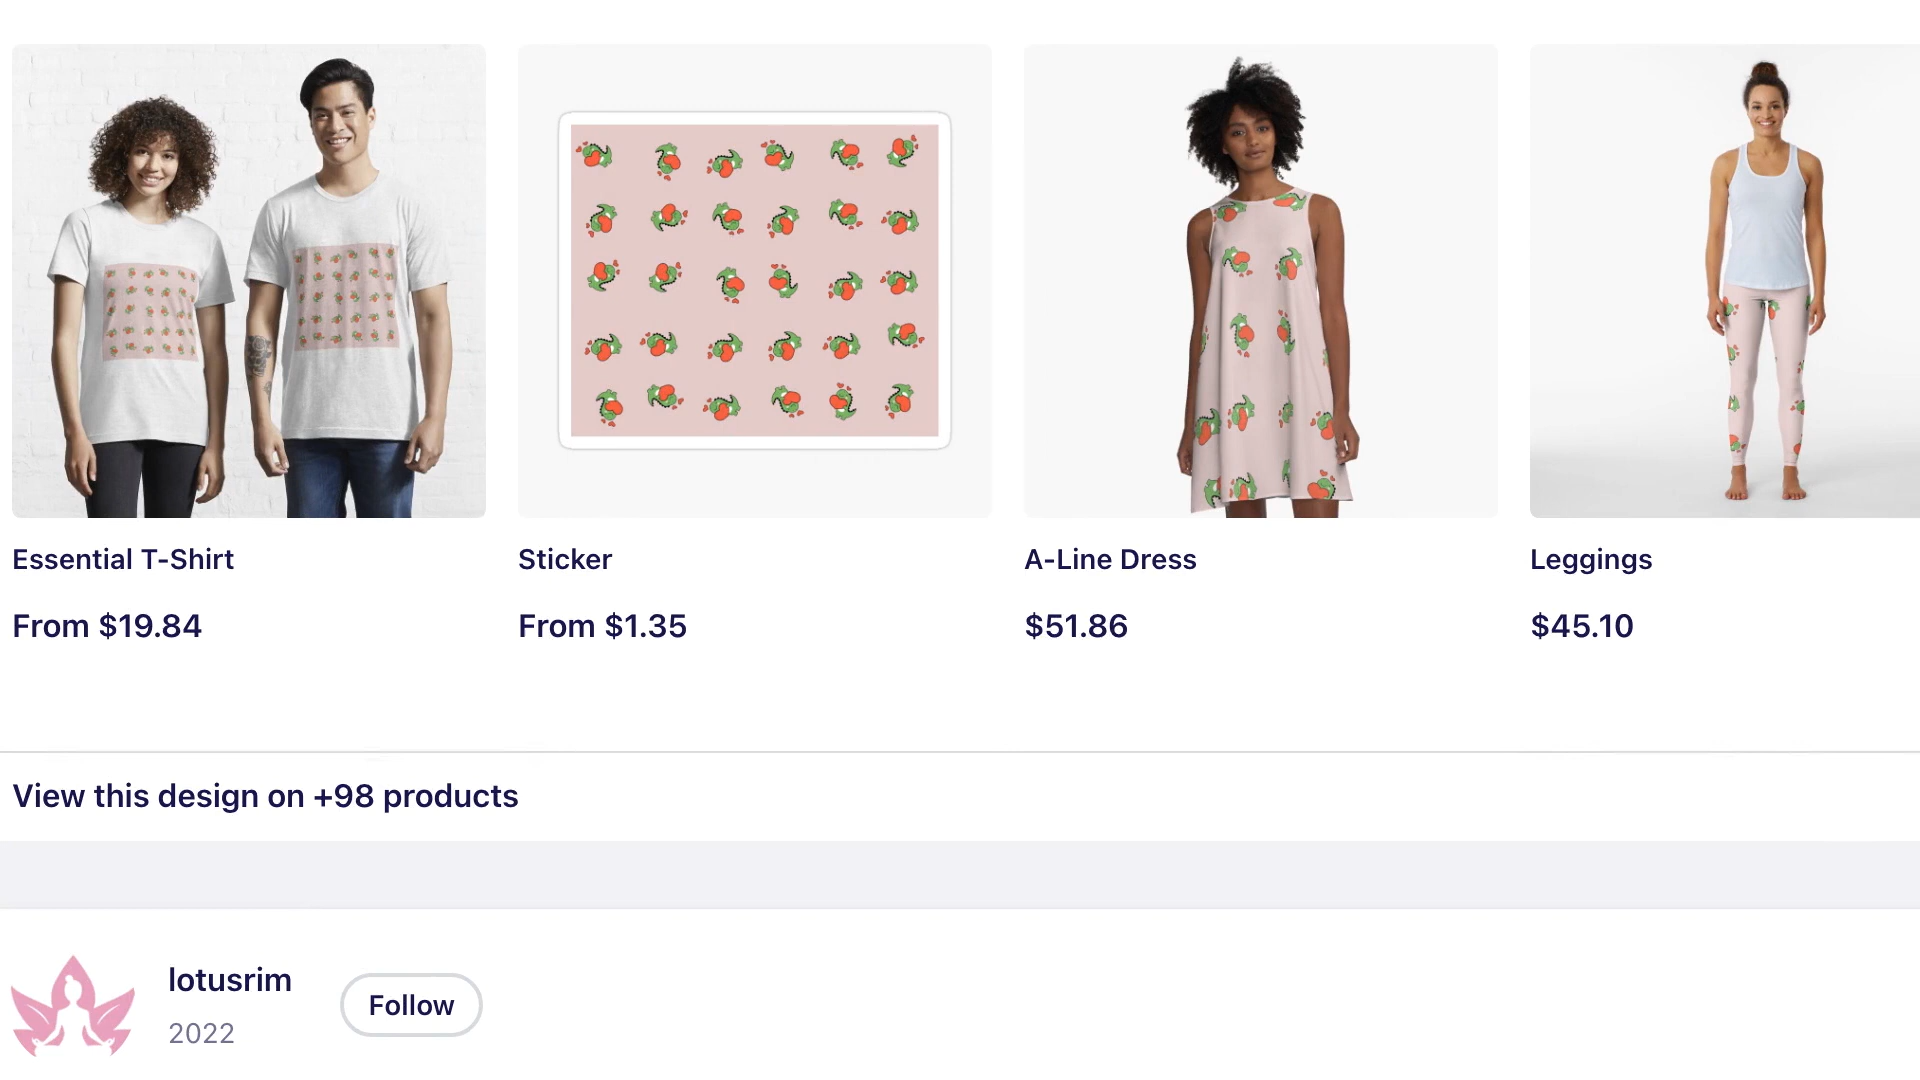 Essential T-Shirt
From $19.84
Sticker
From $1.35
A-Line Dress
$51.86
Leggings
$45.10
View this design on +98 products
lotusrim
2022
Follow